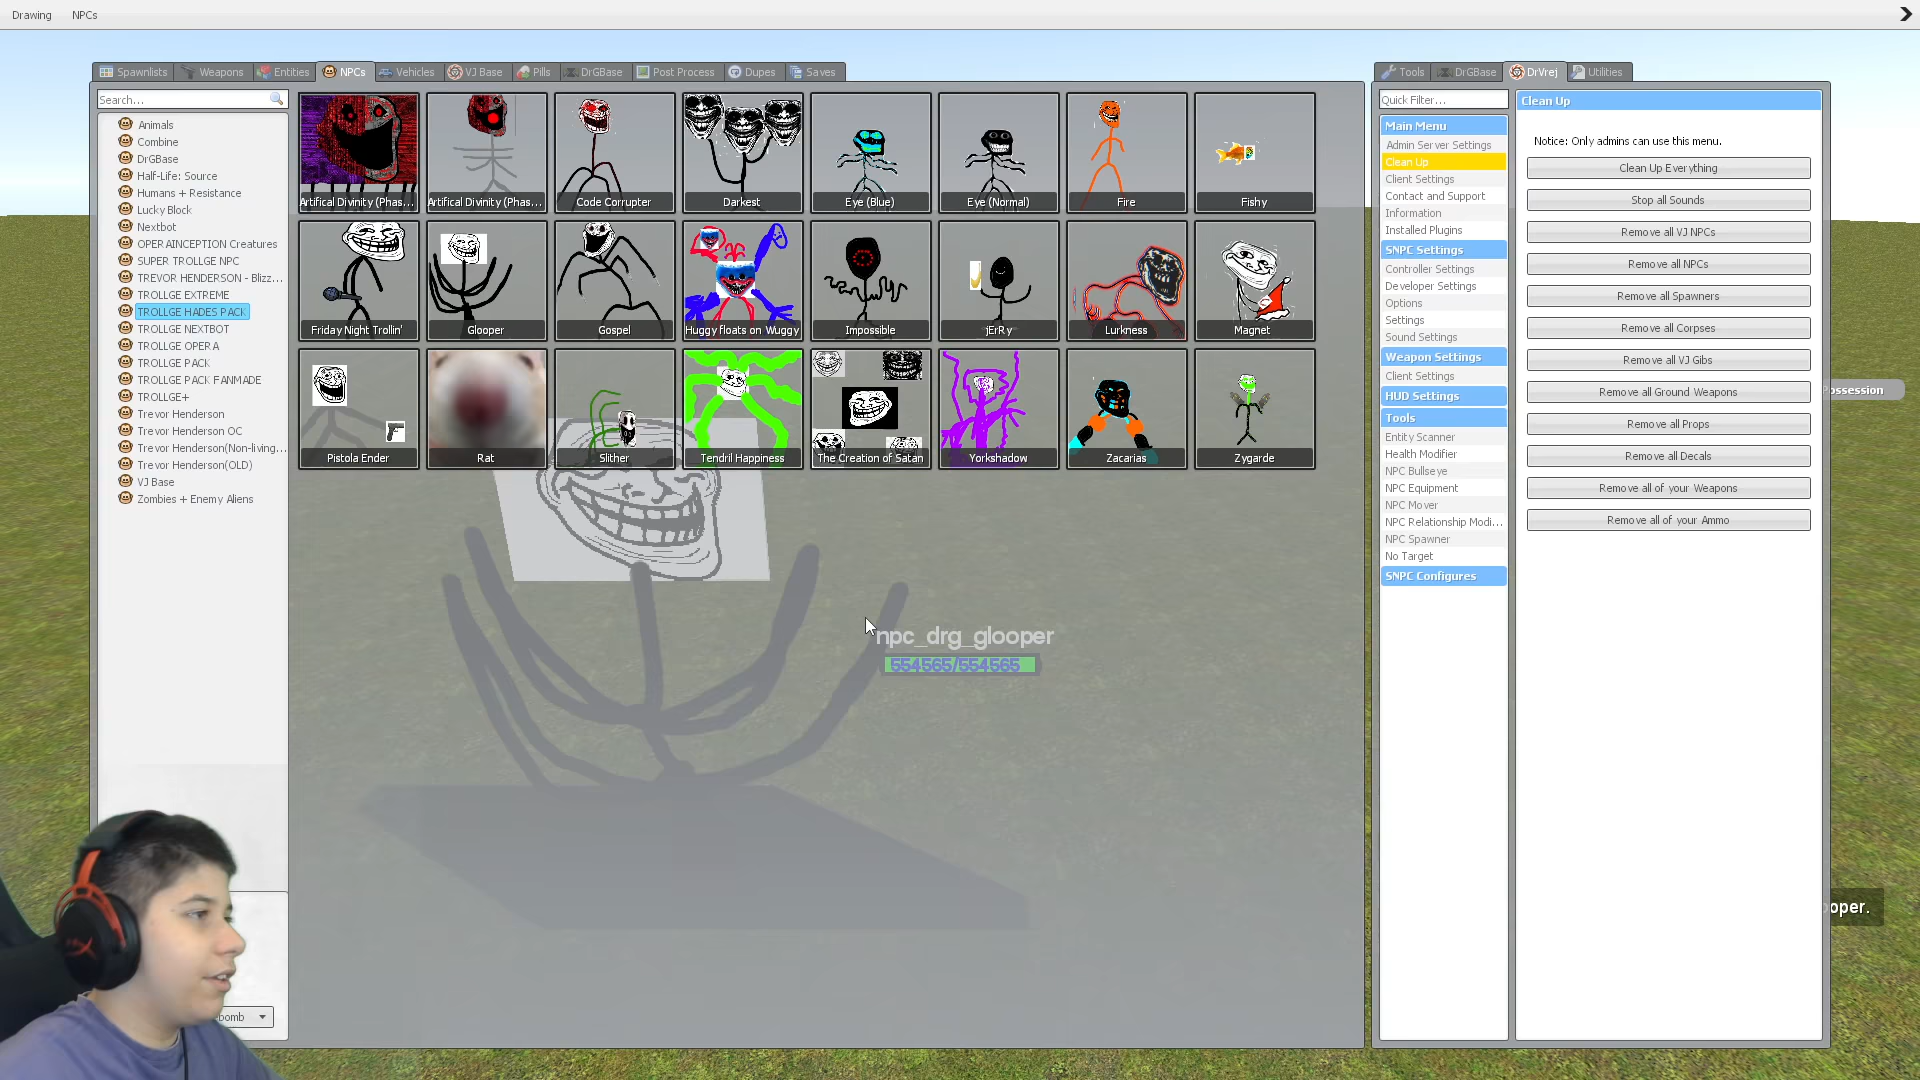 Drawing NPCs
Spawnlists Weapons Entities NPCs Vehicles VJ Base Pills DrGBase Post Process Dupes Saves
Search...
Animals
Combine
DrGBase
Half-Life: Source
Humans + Resistance
Lucky Block
Nextbot
OPERAINCEPTION Creatures
SUPER TROLLGE NPC
TREVOR HENDERSON - Blizz...
TROLLGE EXTREME
TROLLGE HADES PACK
TROLLGE NEXTBOT
TROLLGE OPERA
TROLLGE PACK
TROLLGE PACK FANMADE
TROLLGE+
Trevor Henderson
Trevor Henderson OC
Trevor Henderson(Non-living...
Trevor Henderson(OLD)
VJ Base
Zombies + Enemy Aliens
bomb
Artifical Divinity (Phas... Artifical Divinity (Phas... Code Corrupter Darkest Eye (Blue) Eye (Normal) Fire Fishy
Friday Night Trollin' Glooper Gospel Huggy floats on Wuggy Impossible jErRy Lurkness Magnet
Pistola Ender Rat Slither Tendril Happiness The Creation of Satan Yorkshadow Zacarias Zygarde
npc_drg_glooper
554565/554565
Tools DrGBase DrVrej Utilities
Quick Filter...
Main Menu
Admin Server Settings
Clean Up
Client Settings
Contact and Support
Information
Installed Plugins
SNPC Settings
Controller Settings
Developer Settings
Options
Settings
Sound Settings
Weapon Settings
Client Settings
HUD Settings
Tools
Entity Scanner
Health Modifier
NPC Bullseye
NPC Equipment
NPC Mover
NPC Relationship Modi...
NPC Spawner
No Target
SNPC Configures
Clean Up
Notice: Only admins can use this menu.
Clean Up Everything
Stop all Sounds
Remove all VJ NPCs
Remove all NPCs
Remove all Spawners
Remove all Corpses
Remove all VJ Gibs
Remove all Ground Weapons
Remove all Props
Remove all Decals
Remove all of your Weapons
Remove all of your Ammo
Possession
ooper.